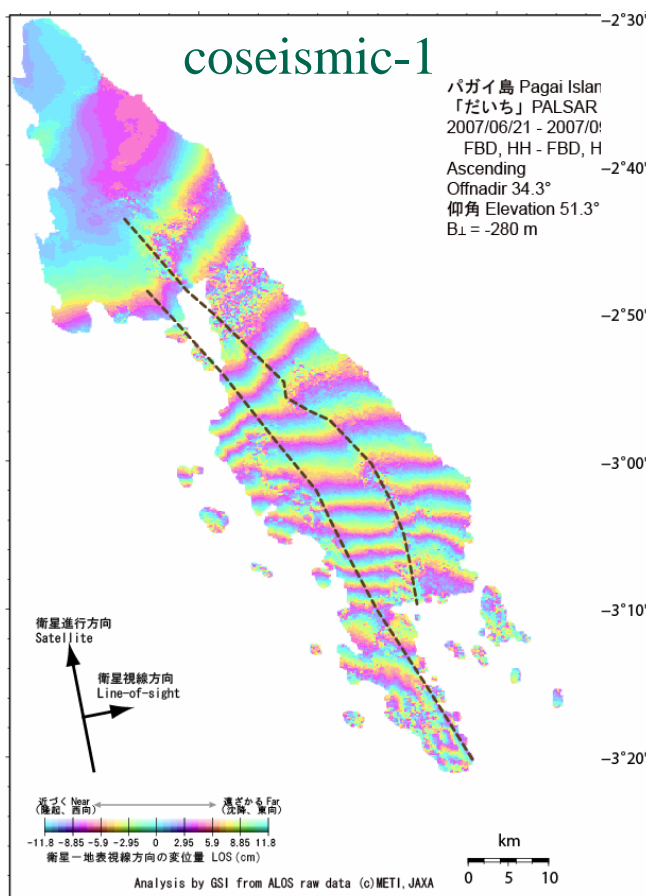 coseismic-1
パガイ島 Pagai Islan
「だいち」 PALSAR
2007/06/21 - 2007/09
FBD, HH - FBD, H
Ascending
Offnadir 34.3°
仰角 Elevation 51.3°
B⊥ = -280 m
-2°30'
-2°40'
-2°50'
-3°00'
-3°10'
-3°20'
衛星進行方向
Satellite
衛星視線方向
Line-of-sight
近づく Near
(隆起、西向)
遠ざかる Far
(沈降、東向)
-11.8 -8.85 -5.9 -2.95 0 2.95 5.9 8.85 11.8
衛星－地表視線方向の変位量 LOS (cm)
km
0 5 10
Analysis by GSI from ALOS raw data (c)METI, JAXA